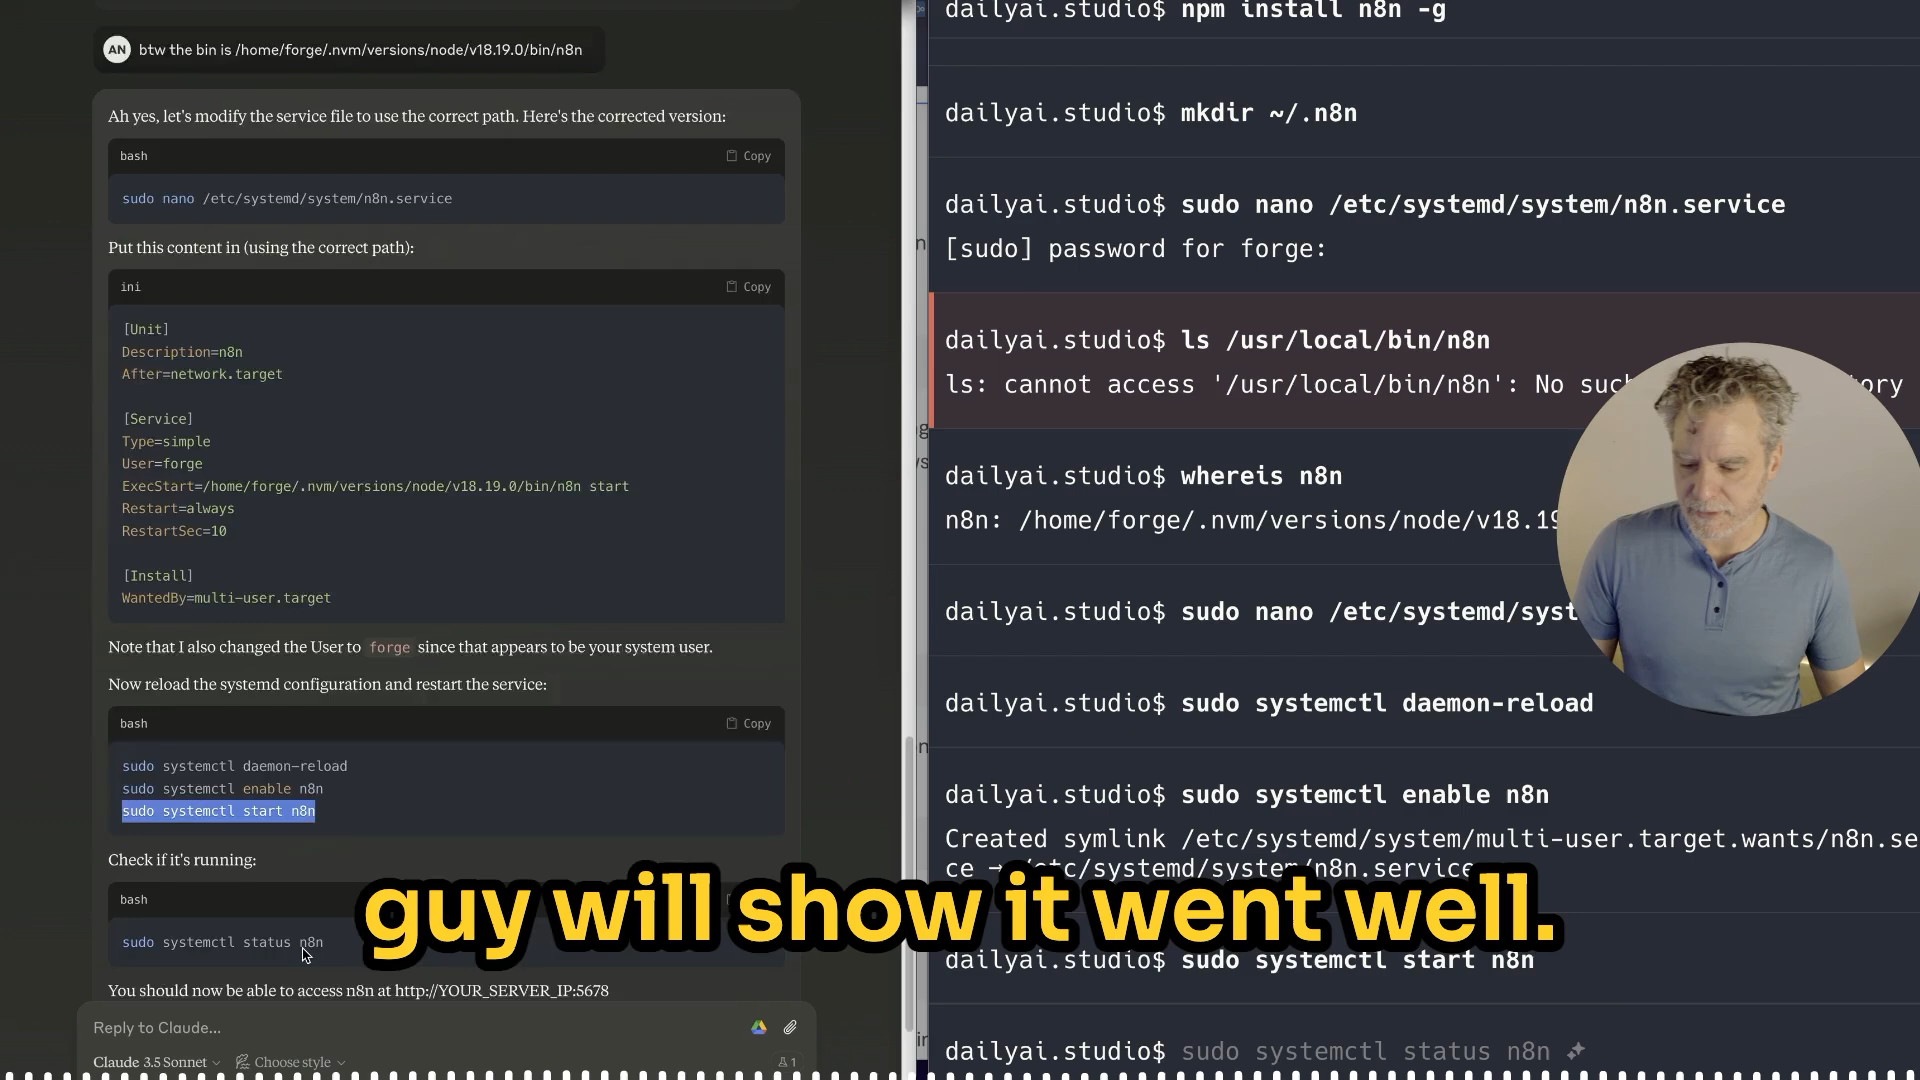 AN btw the bin is /home/forge/.nvm/versions/node/v18.19.0/bin/n8n
Ah yes, let's modify the service file to use the correct path. Here's the corrected version:
bash
Copy
sudo nano /etc/systemd/system/n8n.service
Put this content in (using the correct path):
ini
Copy
[Unit]
Description=n8n
After=network.target
[Service]
Type=simple
User=forge
ExecStart=/home/forge/.nvm/versions/node/v18.19.0/bin/n8n start
Restart=always
RestartSec=10
[Install]
WantedBy=multi-user.target
Note that I also changed the User to forge since that appears to be your system user.
Now reload the systemd configuration and restart the service:
bash
Copy
sudo systemctl daemon-reload
sudo systemctl enable n8n
sudo systemctl start n8n
Check if it's running:
bash
sudo systemctl status n8n
You should now be able to access n8n at http://YOUR_SERVER_IP:5678
Reply to Claude...
Claude 3.5 Sonnet
Choose style
1
dailyai.studio$ npm install n8n -g
dailyai.studio$ mkdir ~/.n8n
dailyai.studio$ sudo nano /etc/systemd/system/n8n.service
[sudo] password for forge:
dailyai.studio$ ls /usr/local/bin/n8n
ls: cannot access '/usr/local/bin/n8n': No such
dailyai.studio$ whereis n8n
n8n: /home/forge/.nvm/versions/node/v18.19
dailyai.studio$ sudo nano /etc/systemd/syst
dailyai.studio$ sudo systemctl daemon-reload
dailyai.studio$ sudo systemctl enable n8n
Created symlink /etc/systemd/system/multi-user.target.wants/n8n.se
ce → /etc/systemd/system/n8n.service.
guy will show it went well.
dailyai.studio$ sudo systemctl start n8n
dailyai.studio$ sudo systemctl status n8n